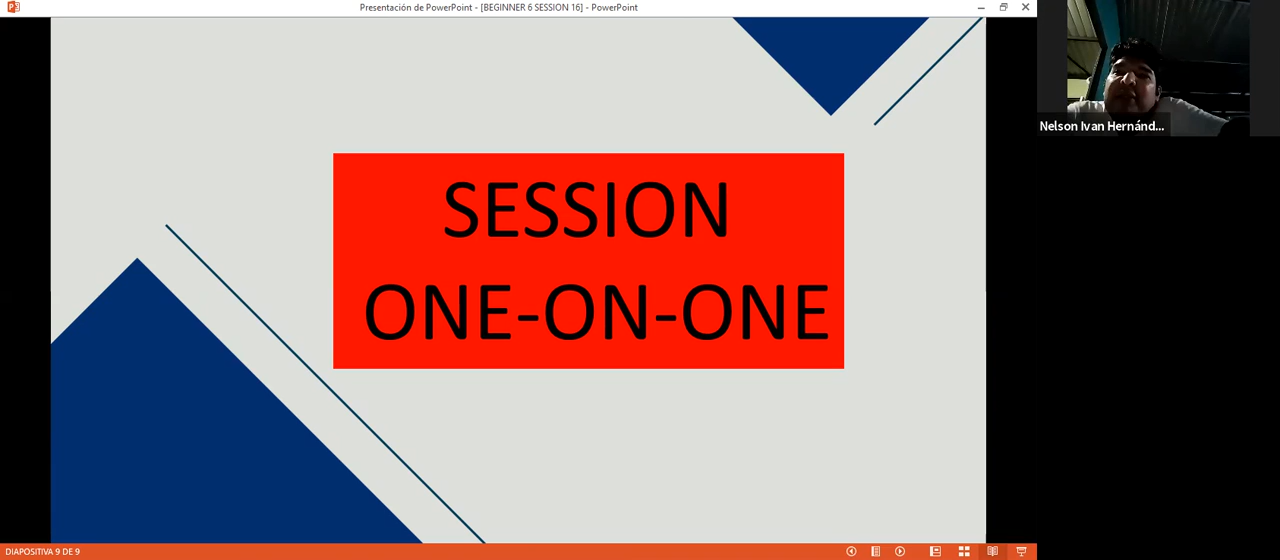 Presentación de PowerPoint - [BEGINNER 6 SESSION 16] - PowerPoint
Nelson Ivan Hernánd...
SESSION
ONE-ON-ONE
DIAPOSITIVA 9 DE 9